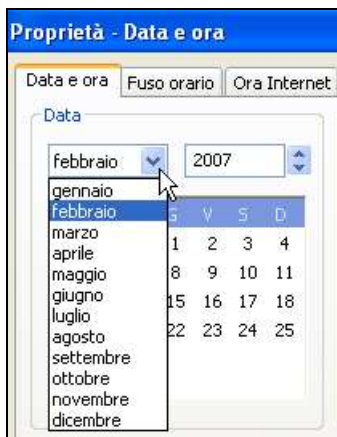 Proprietà - Data e ora
Data e ora Fuso orario Ora Internet
Data
febbraio 2007
gennaio
febbraio G V S D
marzo 1 2 3 4
aprile
maggio 8 9 10 11
giugno 15 16 17 18
luglio
agosto 22 23 24 25
settembre
ottobre
novembre
dicembre